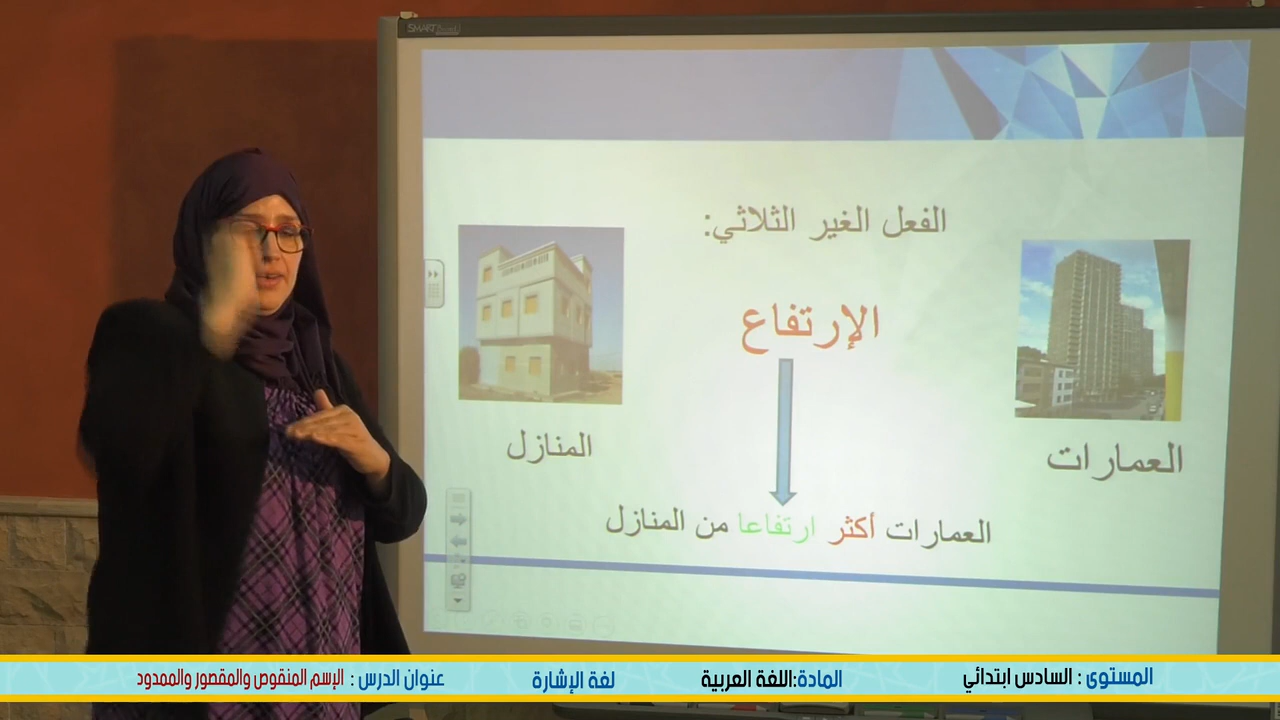 SMART
الفعل الغير الثلاثي:
الإرتفاع
العمارات
المنازل
العمارات أكثر ارتفاعا من المنازل
المستوى : السادس ابتدائي
المادة:اللغة العربية
لغة الإشارة
عنوان الدرس : الإسم المنقوص والمقصور والممدود